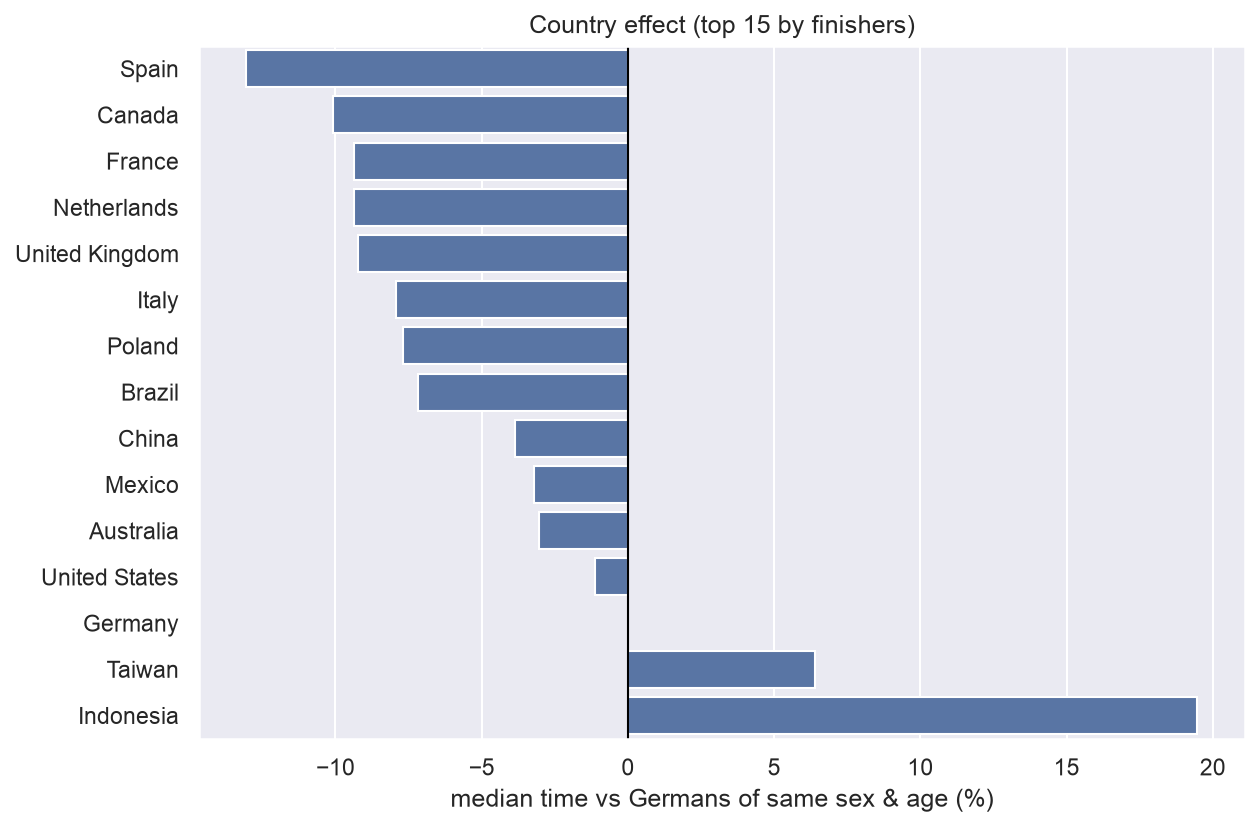 Country effect (top 15 by finishers)
Spain
Canada
France
Netherlands
United Kingdom
Italy
Poland
Brazil
China
Mexico
Australia
United States
Germany
Taiwan
Indonesia
−10 −5 0 5 10 15 20
median time vs Germans of same sex & age (%)